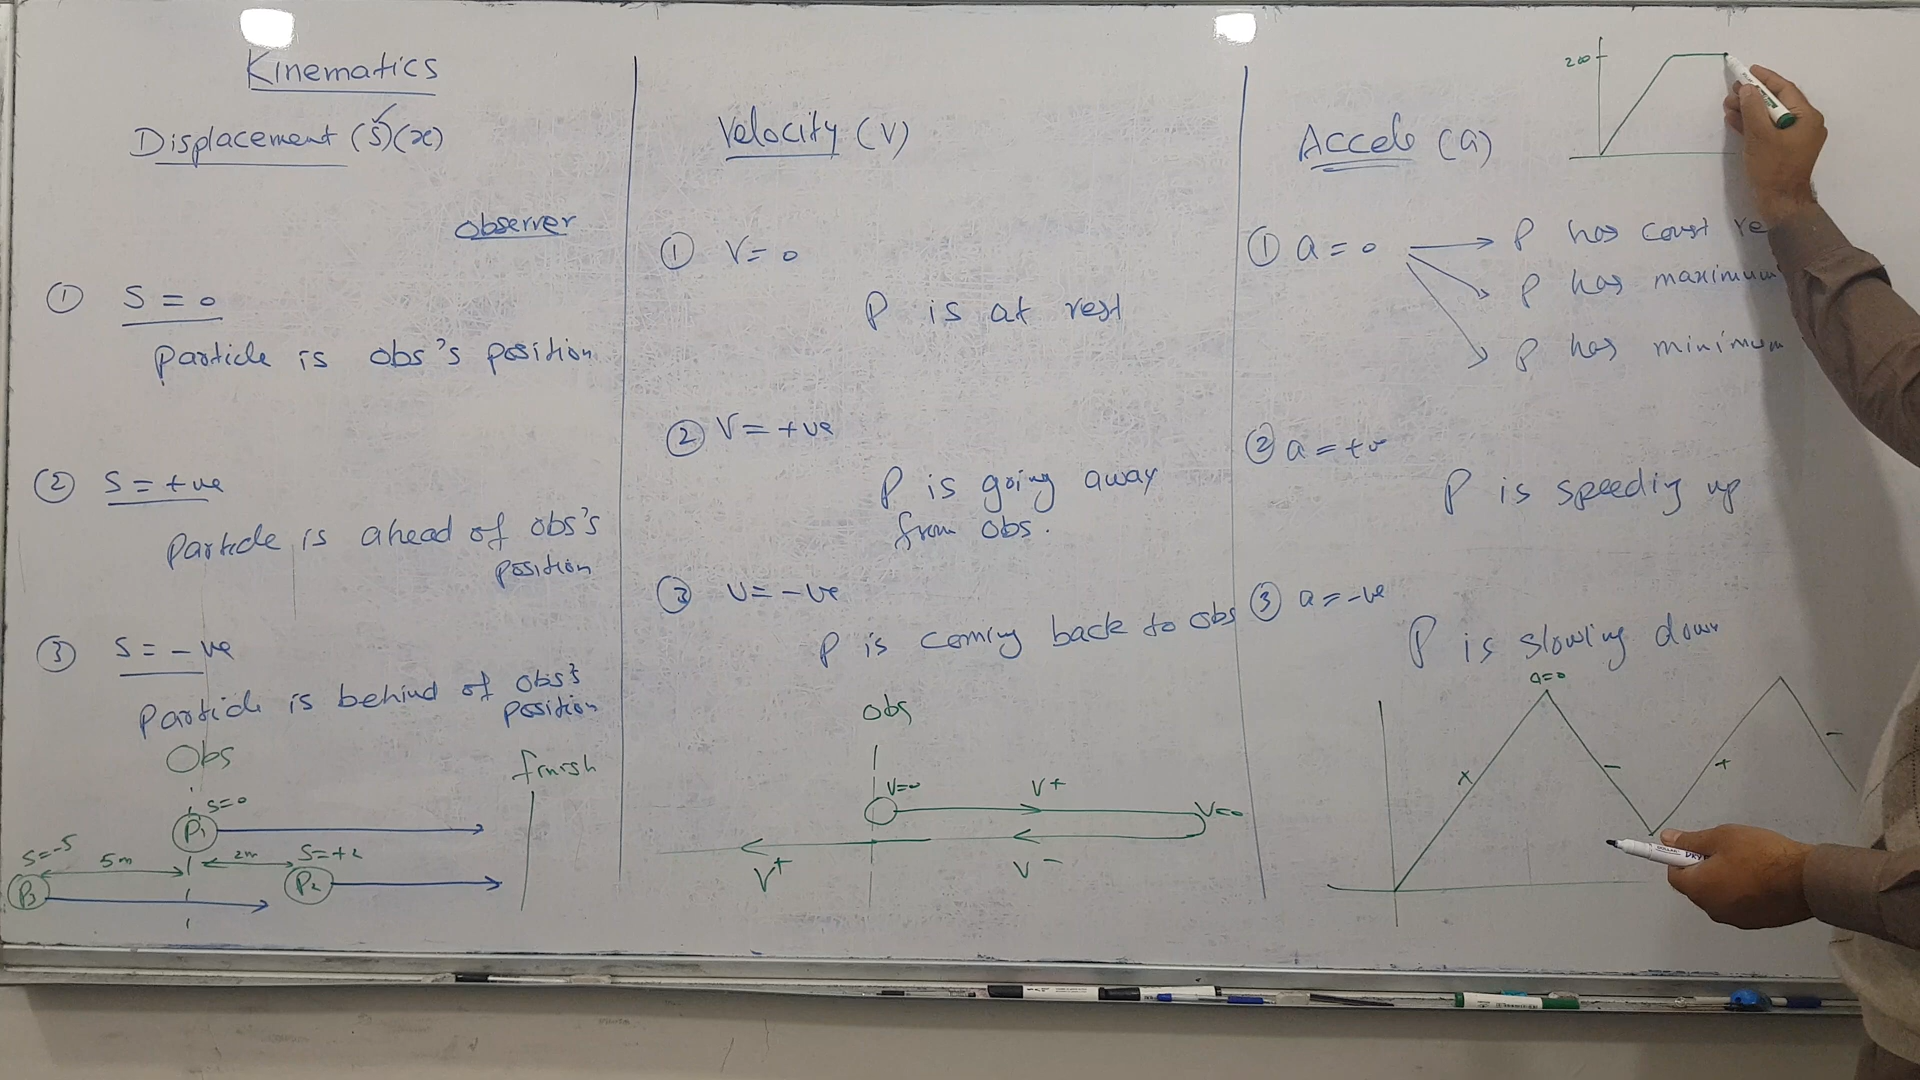 Kinematics
Displacement (S) (x)
observer
① S = 0
particle is obs's position
② S = +ve
particle is ahead of obs's
position
③ S = -ve
particle is behind of obs's
position
Obs
finish
S=0
P1
S=-5
5m
2m
S=+2
P3
P2
Velocity (V)
① V = 0
P is at rest
② V = +ve
P is going away
from obs.
③ V = -ve
P is coming back to obs
obs
V=0
V+
V=0
V-
V+
200
Accele (a)
① a = 0
P has const ve
P has maximum
P has minimum
② a = +v
P is speedig up
③ a = -ve
P is slowing down
a=0
+
-
+
-